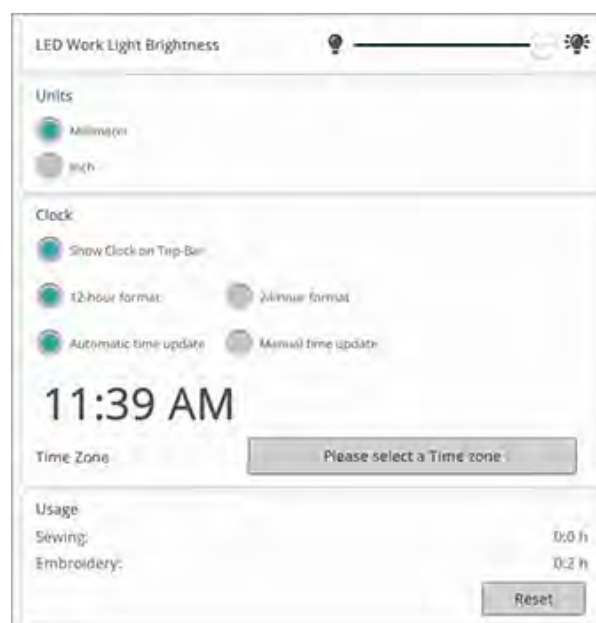 LED Work Light Brightness
Units
Millimeter
Inch
Clock
Show Clock on Top-Bar
12-hour format 24-hour format
Automatic time update Manual time update
11:39 AM
Time Zone Please select a Time zone
Usage
Sewing: 0:0 h
Embroidery: 0:2 h
Reset